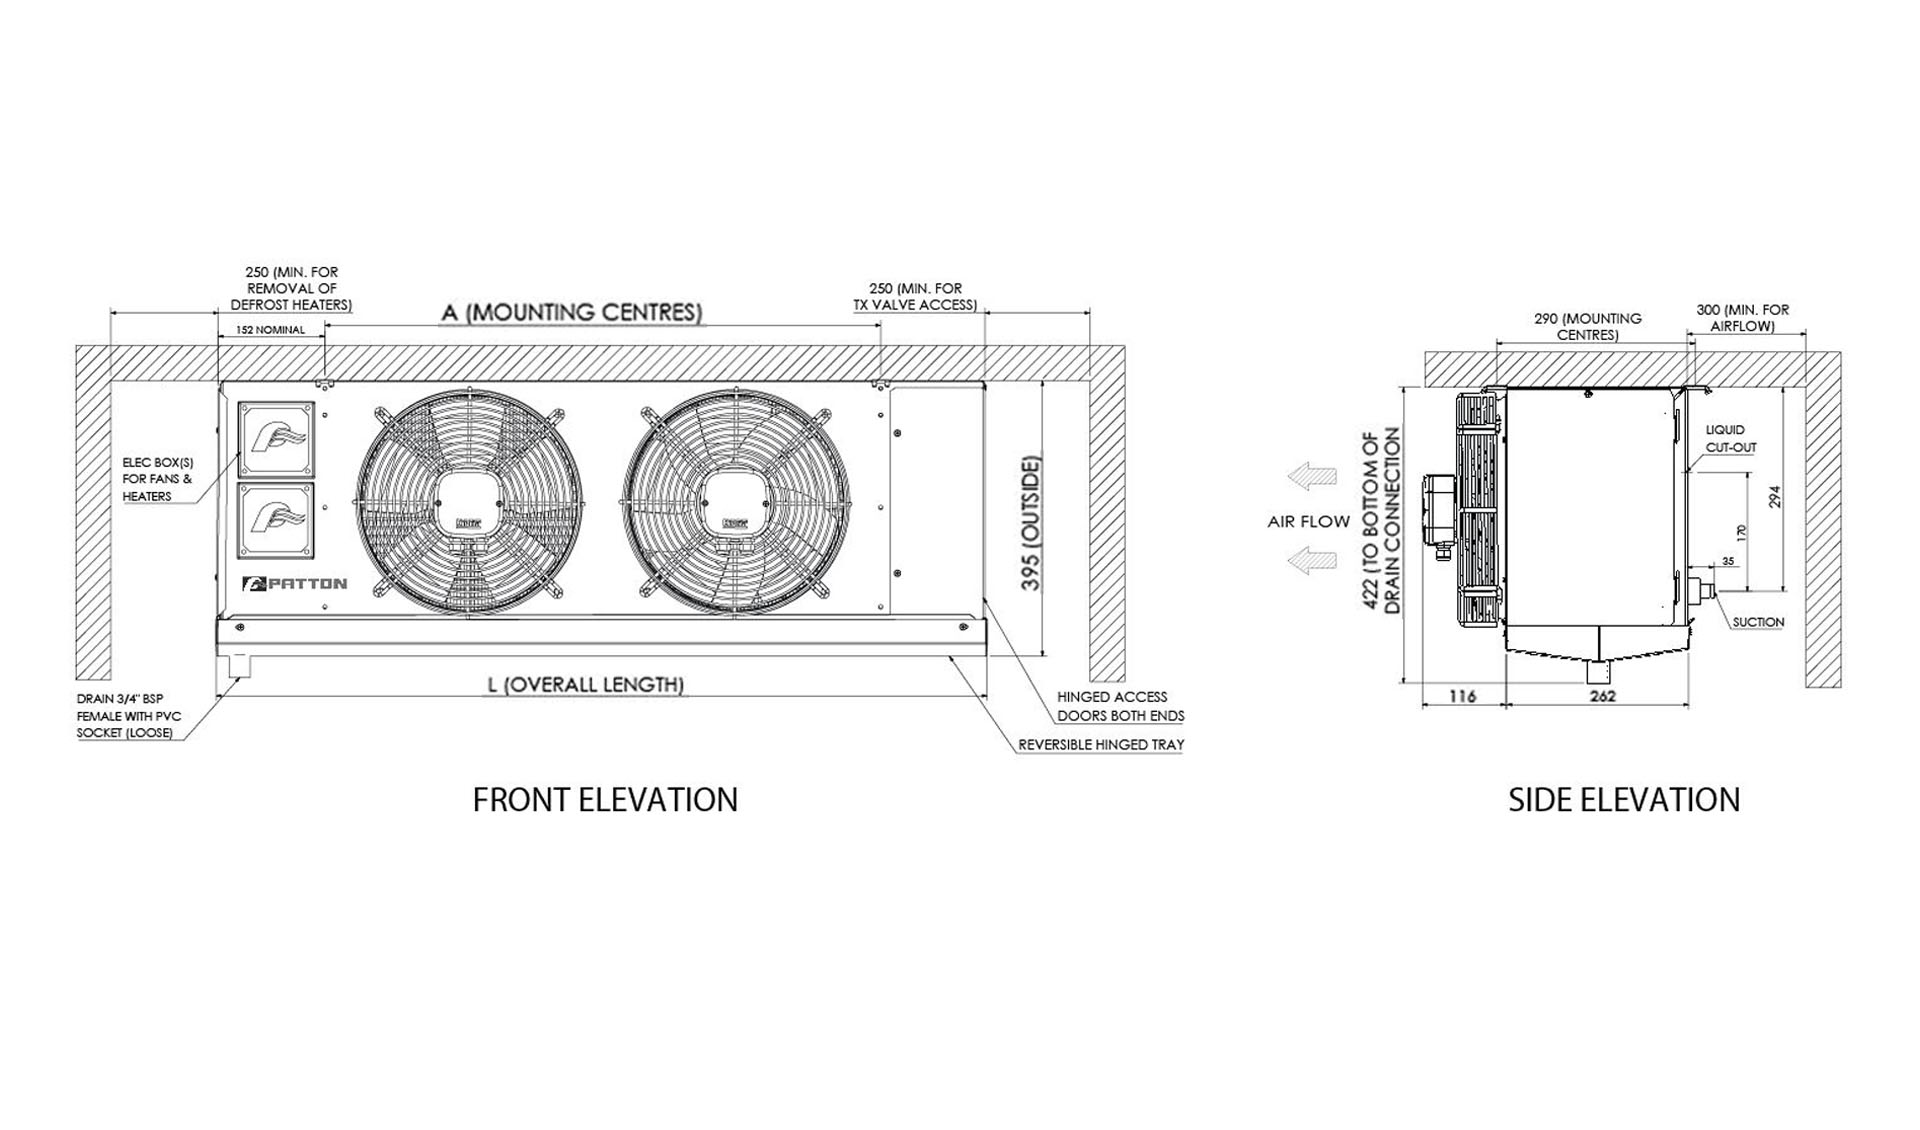 250 (MIN. FOR
REMOVAL OF
DEFROST HEATERS)
152 NOMINAL
A (MOUNTING CENTRES)
250 (MIN. FOR
TX VALVE ACCESS)
ELEC BOX(S)
FOR FANS &
HEATERS
PATTON
395 (OUTSIDE)
L (OVERALL LENGTH)
DRAIN 3/4" BSP
FEMALE WITH PVC
SOCKET (LOOSE)
HINGED ACCESS
DOORS BOTH ENDS
REVERSIBLE HINGED TRAY
FRONT ELEVATION
290 (MOUNTING
CENTRES)
300 (MIN. FOR
AIRFLOW)
AIR FLOW
422 (TO BOTTOM OF
DRAIN CONNECTION
LIQUID
CUT-OUT
294
170
35
SUCTION
116
262
SIDE ELEVATION